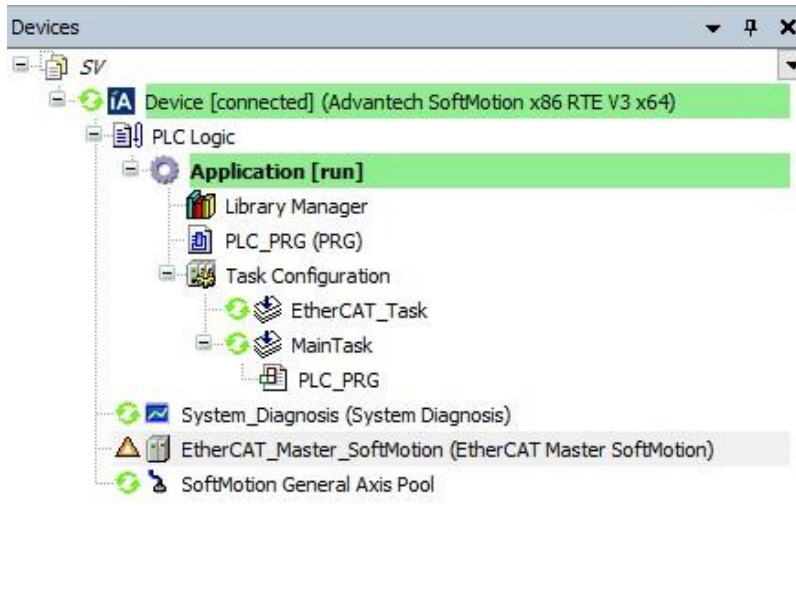 Devices
SV
iA Device [connected] (Advantech SoftMotion x86 RTE V3 x64)
PLC Logic
Application [run]
Library Manager
PLC_PRG (PRG)
Task Configuration
EtherCAT_Task
MainTask
PLC_PRG
System_Diagnosis (System Diagnosis)
EtherCAT_Master_SoftMotion (EtherCAT Master SoftMotion)
SoftMotion General Axis Pool